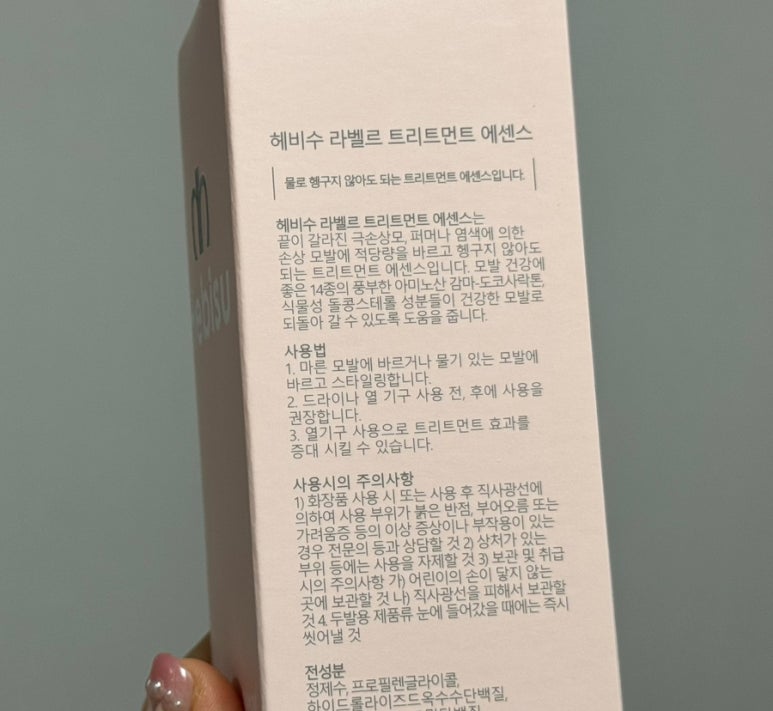 헤비수 라벨르 트리트먼트 에센스
물로 헹구지 않아도 되는 트리트먼트 에센스입니다.
헤비수 라벨르 트리트먼트 에센스는
끝이 갈라진 극손상모, 퍼머나 염색에 의한
손상 모발에 적당량을 바르고 헹구지 않아도
되는 트리트먼트 에센스입니다. 모발 건강에
좋은 14종의 풍부한 아미노산 감마-도코사락톤,
식물성 돌콩스테롤 성분들이 건강한 모발로
되돌아 갈 수 있도록 도움을 줍니다.
사용법
1. 마른 모발에 바르거나 물기 있는 모발에
바르고 스타일링합니다.
2. 드라이나 열 기구 사용 전, 후에 사용을
권장합니다.
3. 열기구 사용으로 트리트먼트 효과를
증대 시킬 수 있습니다.
사용시의 주의사항
1) 화장품 사용 시 또는 사용 후 직사광선에
의하여 사용 부위가 붉은 반점, 부어오름 또는
가려움증 등의 이상 증상이나 부작용이 있는
경우 전문의 등과 상담할 것 2) 상처가 있는
부위 등에는 사용을 자제할 것 3) 보관 및 취급
시의 주의사항 가) 어린이의 손이 닿지 않는
곳에 보관할 것 나) 직사광선을 피해서 보관할
것 4. 두발용 제품류 눈에 들어갔을 때에는 즉시
씻어낼 것
전성분
정제수, 프로필렌글라이콜,
하이드롤라이즈드옥수수단백질,